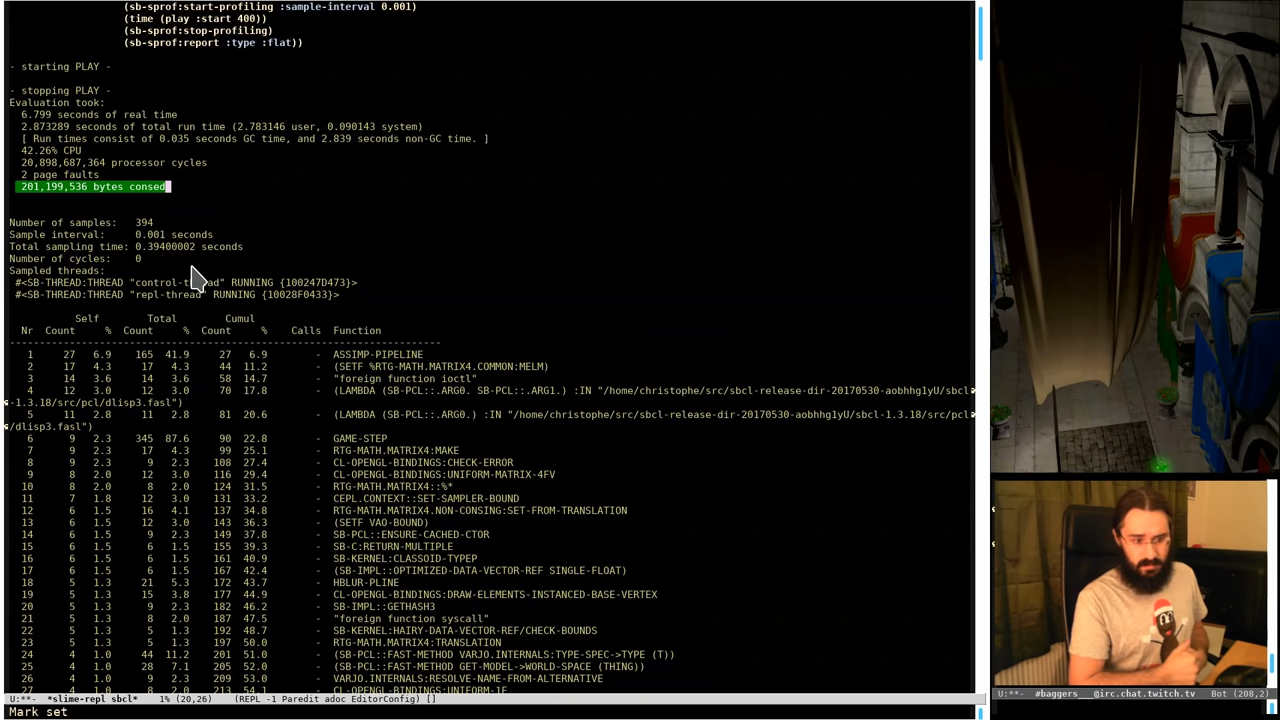 (sb-sprof:start-profiling :sample-interval 0.001)
(time (play :start 400))
(sb-sprof:stop-profiling)
(sb-sprof:report :type :flat))
- starting PLAY -
- stopping PLAY -
Evaluation took:
6.799 seconds of real time
2.873289 seconds of total run time (2.783146 user, 0.090143 system)
[ Run times consist of 0.035 seconds GC time, and 2.839 seconds non-GC time. ]
42.26% CPU
20,898,687,364 processor cycles
2 page faults
201,199,536 bytes consed
Number of samples: 394
Sample interval: 0.001 seconds
Total sampling time: 0.39400002 seconds
Number of cycles: 0
Sampled threads:
#<SB-THREAD:THREAD "control-thread" RUNNING {100247D473}>
#<SB-THREAD:THREAD "repl-thread" RUNNING {10028F0433}>
Self Total Cumul
Nr Count % Count % Count % Calls Function
------------------------------------------------------------------------
1 27 6.9 165 41.9 27 6.9 - ASSIMP-PIPELINE
2 17 4.3 17 4.3 44 11.2 - (SETF %RTG-MATH.MATRIX4.COMMON:MELM)
3 14 3.6 14 3.6 58 14.7 - "foreign function ioctl"
4 12 3.0 12 3.0 70 17.8 - (LAMBDA (SB-PCL::.ARG0. SB-PCL::.ARG1.) :IN "/home/christophe/src/sbcl-release-dir-20170530-aobhhg1yU/sbcl
-1.3.18/src/pcl/dlisp3.fasl")
5 11 2.8 11 2.8 81 20.6 - (LAMBDA (SB-PCL::.ARG0.) :IN "/home/christophe/src/sbcl-release-dir-20170530-aobhhg1yU/sbcl-1.3.18/src/pcl
/dlisp3.fasl")
6 9 2.3 345 87.6 90 22.8 - GAME-STEP
7 9 2.3 17 4.3 99 25.1 - RTG-MATH.MATRIX4:MAKE
8 9 2.3 9 2.3 108 27.4 - CL-OPENGL-BINDINGS:CHECK-ERROR
9 8 2.0 12 3.0 116 29.4 - CL-OPENGL-BINDINGS:UNIFORM-MATRIX-4FV
10 8 2.0 8 2.0 124 31.5 - RTG-MATH.MATRIX4::%*
11 7 1.8 12 3.0 131 33.2 - CEPL.CONTEXT::SET-SAMPLER-BOUND
12 6 1.5 16 4.1 137 34.8 - RTG-MATH.MATRIX4.NON-CONSING:SET-FROM-TRANSLATION
13 6 1.5 12 3.0 143 36.3 - (SETF VAO-BOUND)
14 6 1.5 9 2.3 149 37.8 - SB-PCL::ENSURE-CACHED-CTOR
15 6 1.5 6 1.5 155 39.3 - SB-C:RETURN-MULTIPLE
16 6 1.5 6 1.5 161 40.9 - SB-KERNEL:CLASSOID-TYPEP
17 6 1.5 6 1.5 167 42.4 - (SB-IMPL::OPTIMIZED-DATA-VECTOR-REF SINGLE-FLOAT)
18 5 1.3 21 5.3 172 43.7 - HBLUR-PLINE
19 5 1.3 15 3.8 177 44.9 - CL-OPENGL-BINDINGS:DRAW-ELEMENTS-INSTANCED-BASE-VERTEX
20 5 1.3 9 2.3 182 46.2 - SB-IMPL::GETHASH3
21 5 1.3 8 2.0 187 47.5 - "foreign function syscall"
22 5 1.3 5 1.3 192 48.7 - SB-KERNEL:HAIRY-DATA-VECTOR-REF/CHECK-BOUNDS
23 5 1.3 5 1.3 197 50.0 - RTG-MATH.MATRIX4:TRANSLATION
24 4 1.0 44 11.2 201 51.0 - (SB-PCL::FAST-METHOD VARJO.INTERNALS:TYPE-SPEC->TYPE (T))
25 4 1.0 28 7.1 205 52.0 - (SB-PCL::FAST-METHOD GET-MODEL->WORLD-SPACE (THING))
26 4 1.0 8 2.0 209 53.0 - VARJO.INTERNALS:RESOLVE-NAME-FROM-ALTERNATIVE
27 4 1.0 8 2.0 213 54.1 - CL-OPENGL-BINDINGS:UNIFORM-1F
U:**- *slime-repl sbcl* 1% (20,26) (REPL -1 Paredit adoc EditorConfig) []
Mark set
U:**- #baggers___@irc.chat.twitch.tv Bot (208,2)